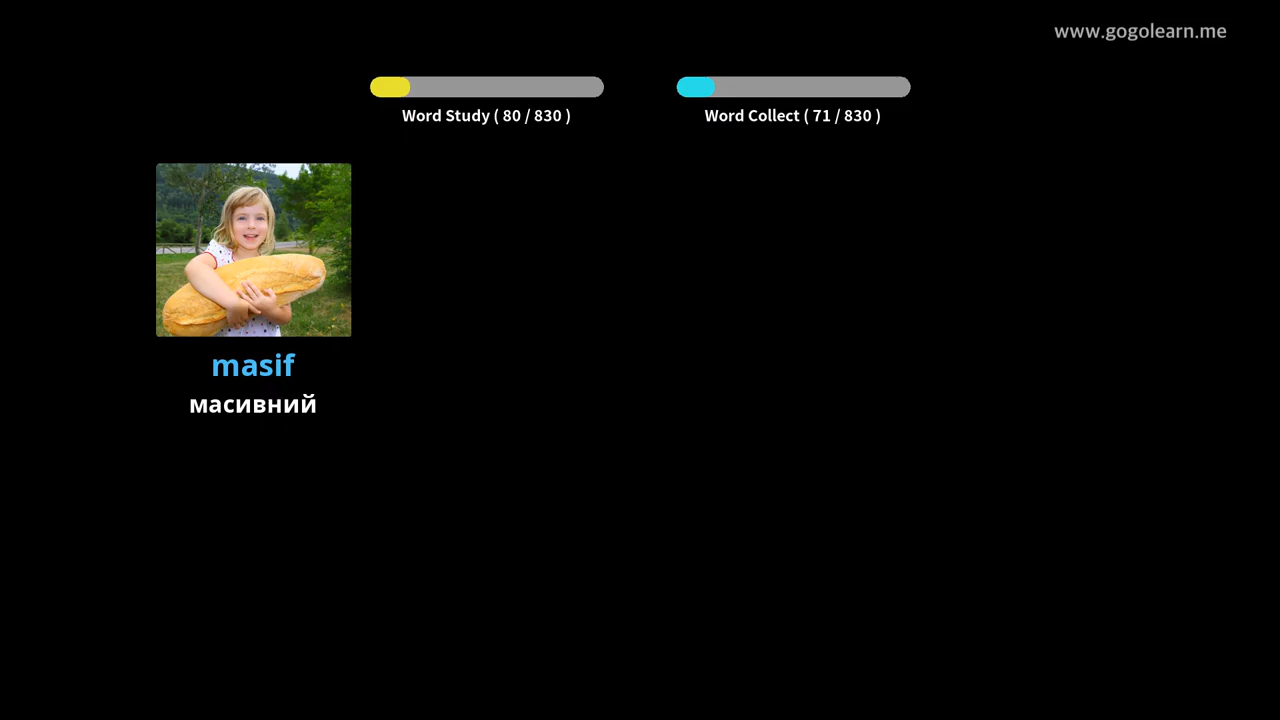 www.gogolearn.me
Word Study ( 80 / 830 )
Word Collect ( 71 / 830 )
masif
масивний